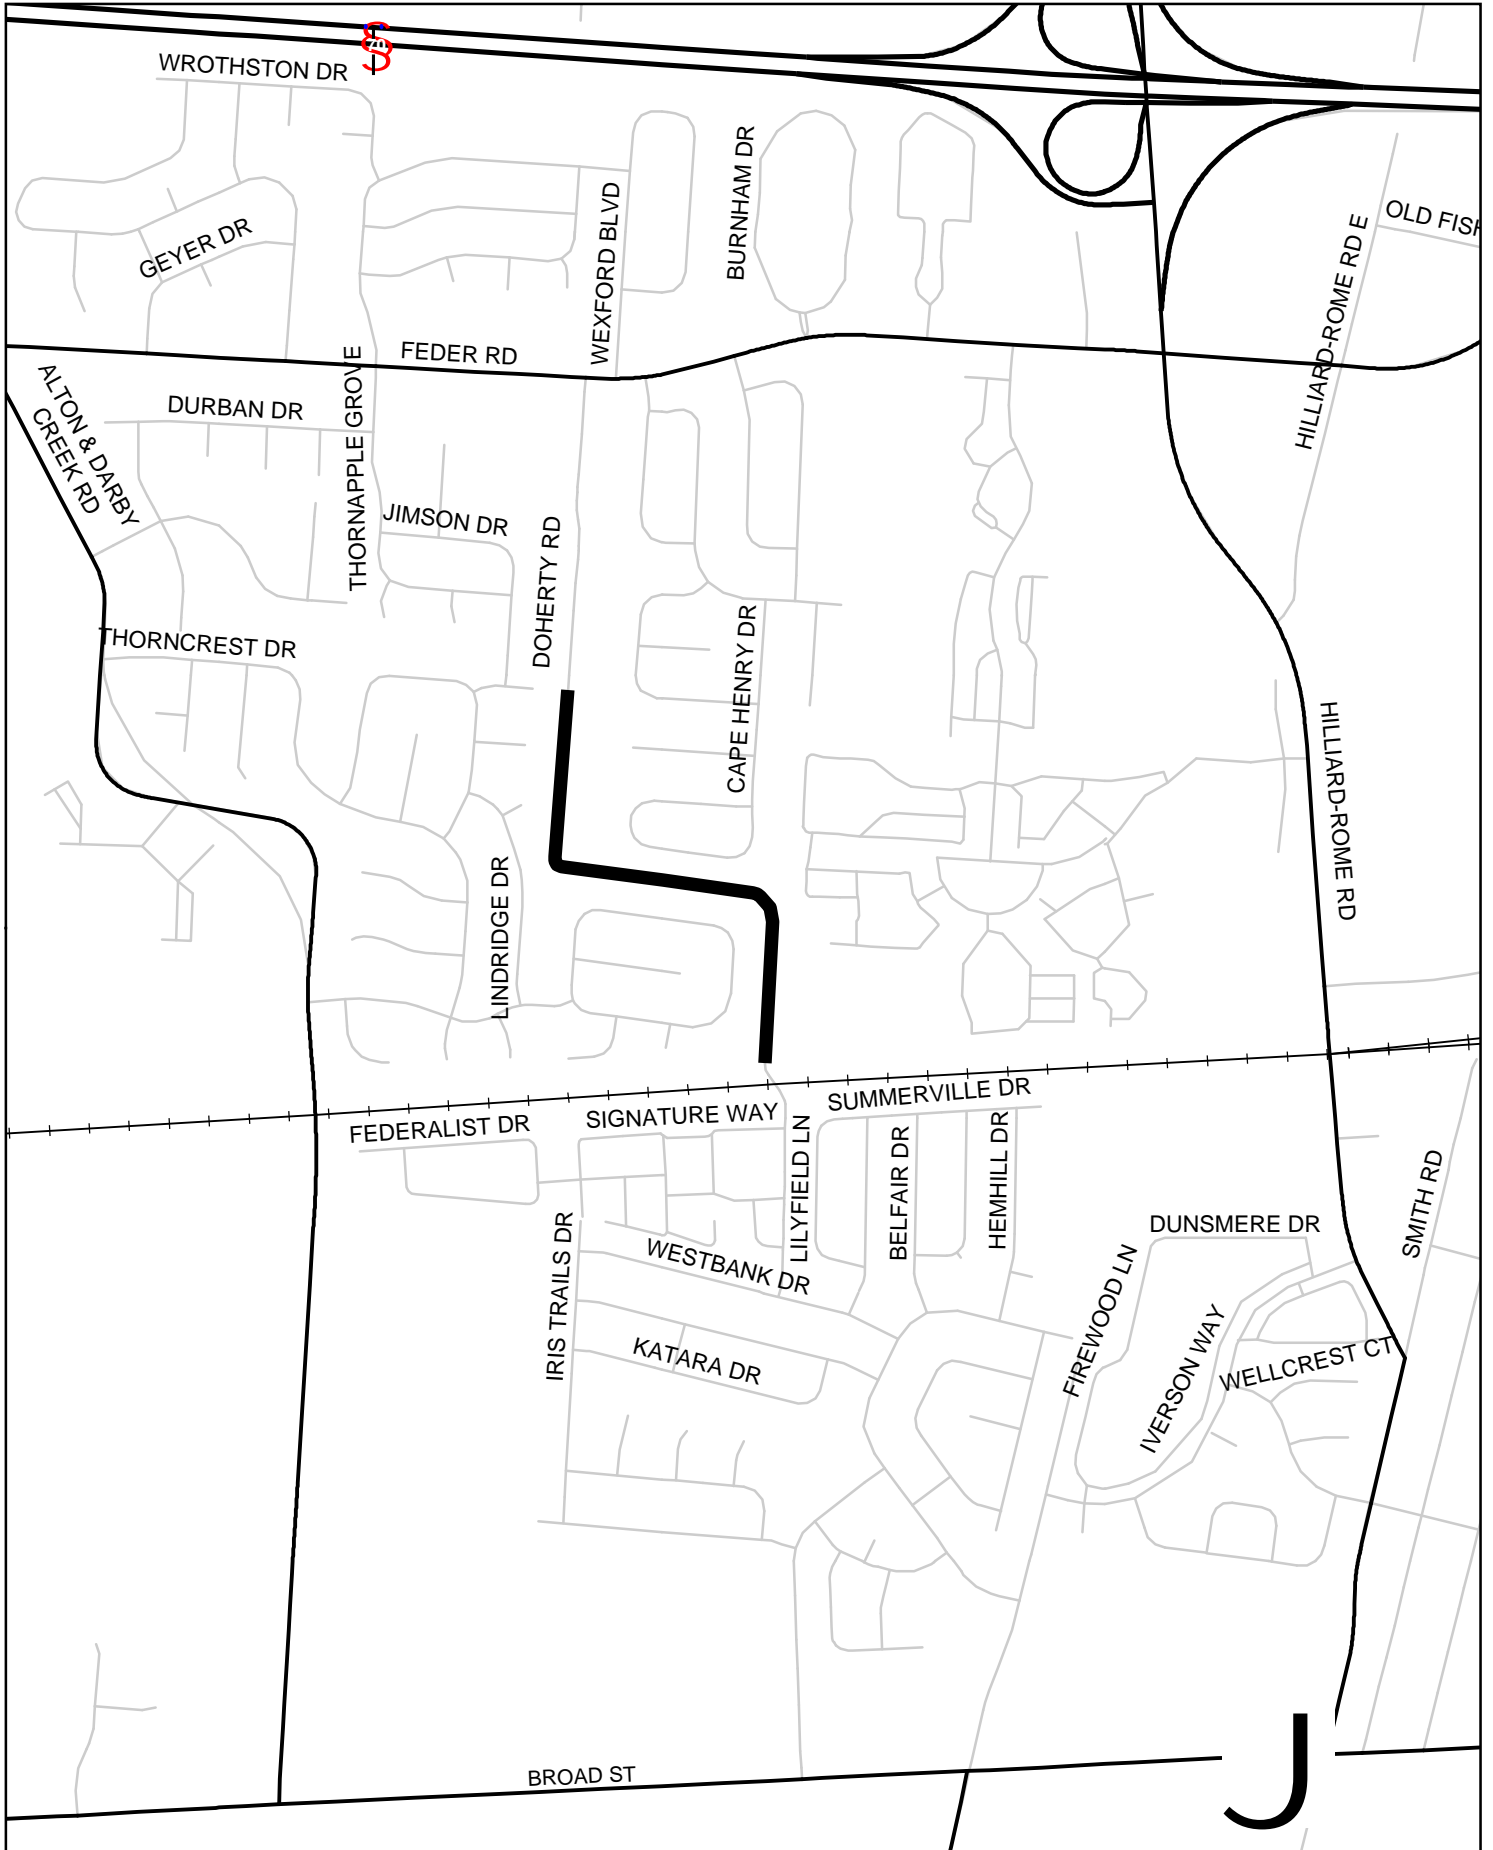 70
WROTHSTON DR
BURNHAM DR
WEXFORD BLVD
OLD FISH
GEYER DR
HILLIARD-ROME RD E
FEDER RD
THORNAPPLE GROVE
ALTON & DARBY
CREEK RD
DURBAN DR
JIMSON DR
DOHERTY RD
CAPE HENRY DR
THORNCREST DR
HILLIARD-ROME RD
LINDRIDGE DR
SUMMERVILLE DR
SIGNATURE WAY
FEDERALIST DR
LILYFIELD LN
BELFAIR DR
HEMHILL DR
SMITH RD
DUNSMERE DR
IRIS TRAILS DR
WESTBANK DR
FIREWOOD LN
IVERSON WAY
KATARA DR
WELLCREST CT
BROAD ST
J